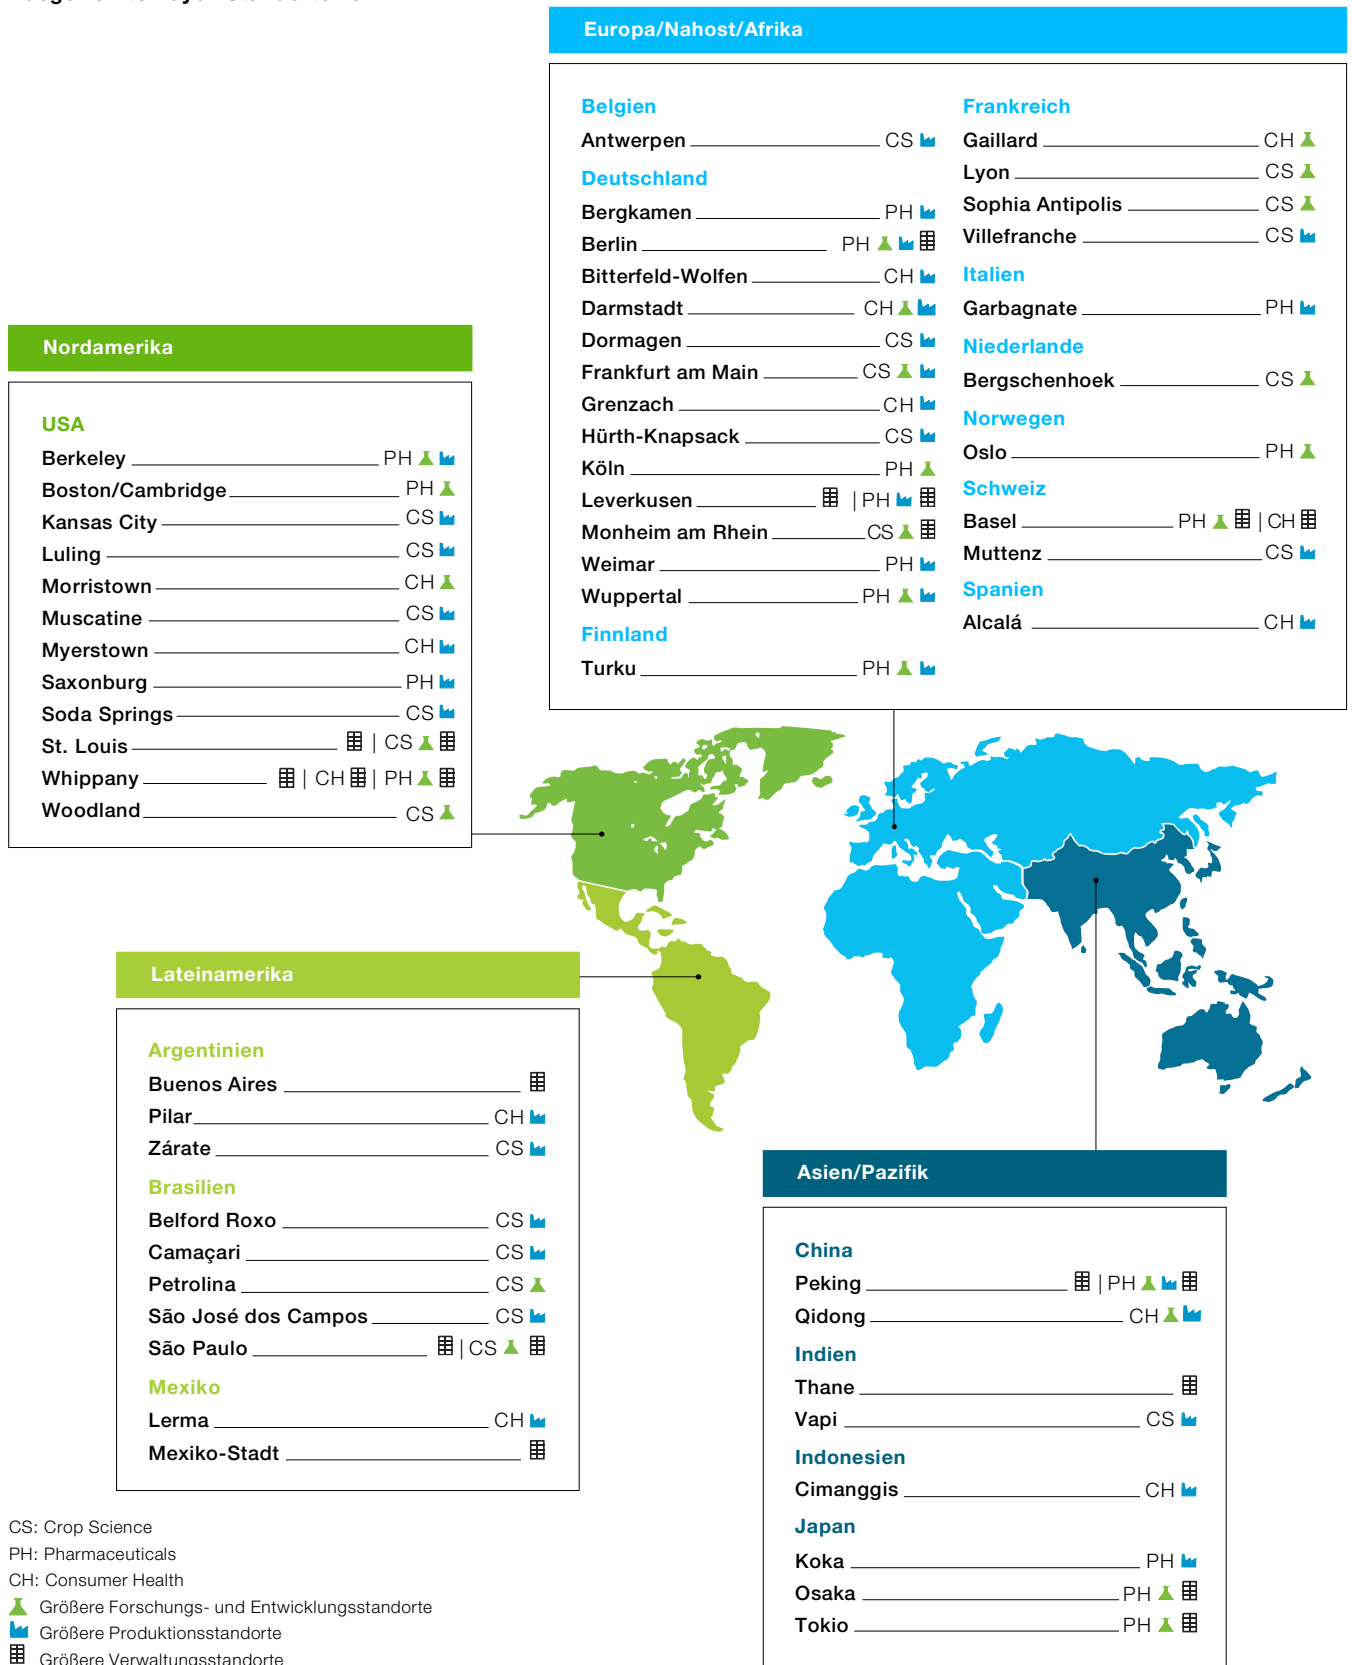 Europa/Nahost/Afrika
Belgien
Antwerpen CS
Deutschland
Bergkamen PH
Berlin PH
Bitterfeld-Wolfen CH
Darmstadt CH
Dormagen CS
Frankfurt am Main CS
Grenzach CH
Hürth-Knapsack CS
Köln PH
Leverkusen | PH
Monheim am Rhein CS
Weimar PH
Wuppertal PH
Finnland
Turku PH
Frankreich
Gaillard CH
Lyon CS
Sophia Antipolis CS
Villefranche CS
Italien
Garbagnate PH
Niederlande
Bergschenhoek CS
Norwegen
Oslo PH
Schweiz
Basel PH | CH
Muttenz CS
Spanien
Alcalá CH
Nordamerika
USA
Berkeley PH
Boston/Cambridge PH
Kansas City CS
Luling CS
Morristown CH
Muscatine CS
Myerstown CH
Saxonburg PH
Soda Springs CS
St. Louis | CS
Whippany | CH | PH
Woodland CS
Lateinamerika
Argentinien
Buenos Aires
Pilar CH
Zárate CS
Brasilien
Belford Roxo CS
Camaçari CS
Petrolina CS
São José dos Campos CS
São Paulo | CS
Mexiko
Lerma CH
Mexiko-Stadt
Asien/Pazifik
China
Peking | PH
Qidong CH
Indien
Thane
Vapi CS
Indonesien
Cimanggis CH
Japan
Koka PH
Osaka PH
Tokio PH
CS: Crop Science
PH: Pharmaceuticals
CH: Consumer Health
Größere Forschungs- und Entwicklungsstandorte
Größere Produktionsstandorte
Größere Verwaltungsstandorte